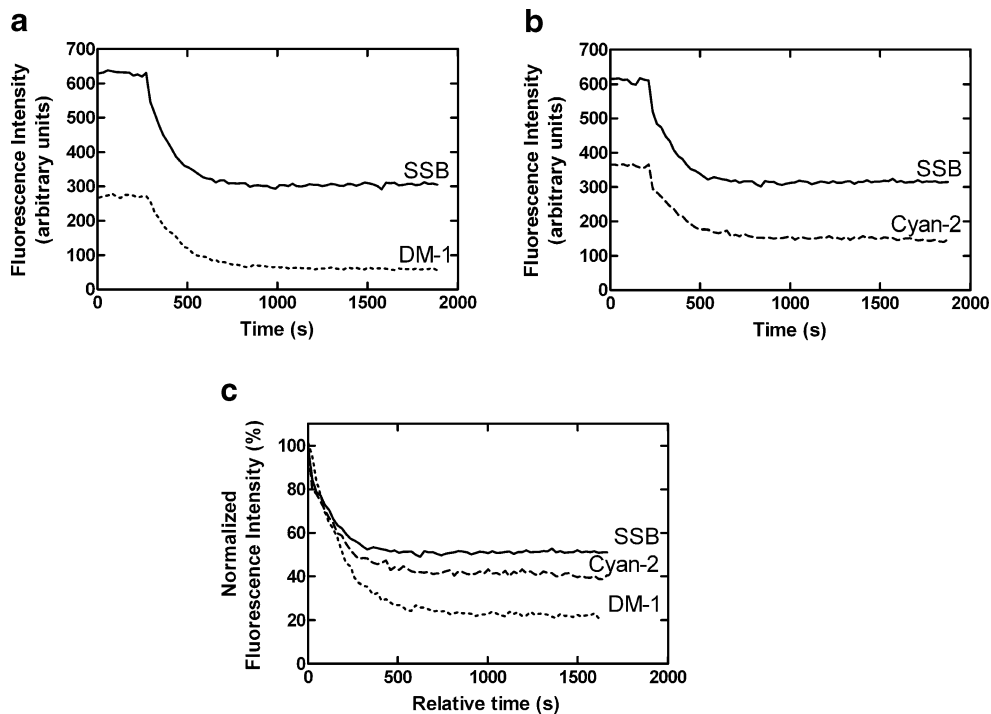 a
700
600
500
400
300
200
100
0
Fluorescence Intensity
(arbitrary units)
SSB
DM-1
0
500
1000
1500
2000
Time (s)
b
700
600
500
400
300
200
100
0
Fluorescence Intensity
(arbitrary units)
SSB
Cyan-2
0
500
1000
1500
2000
Time (s)
c
100
80
60
40
20
0
Normalized
Fluorescence Intensity (%)
SSB
Cyan-2
DM-1
0
500
1000
1500
2000
Relative time (s)